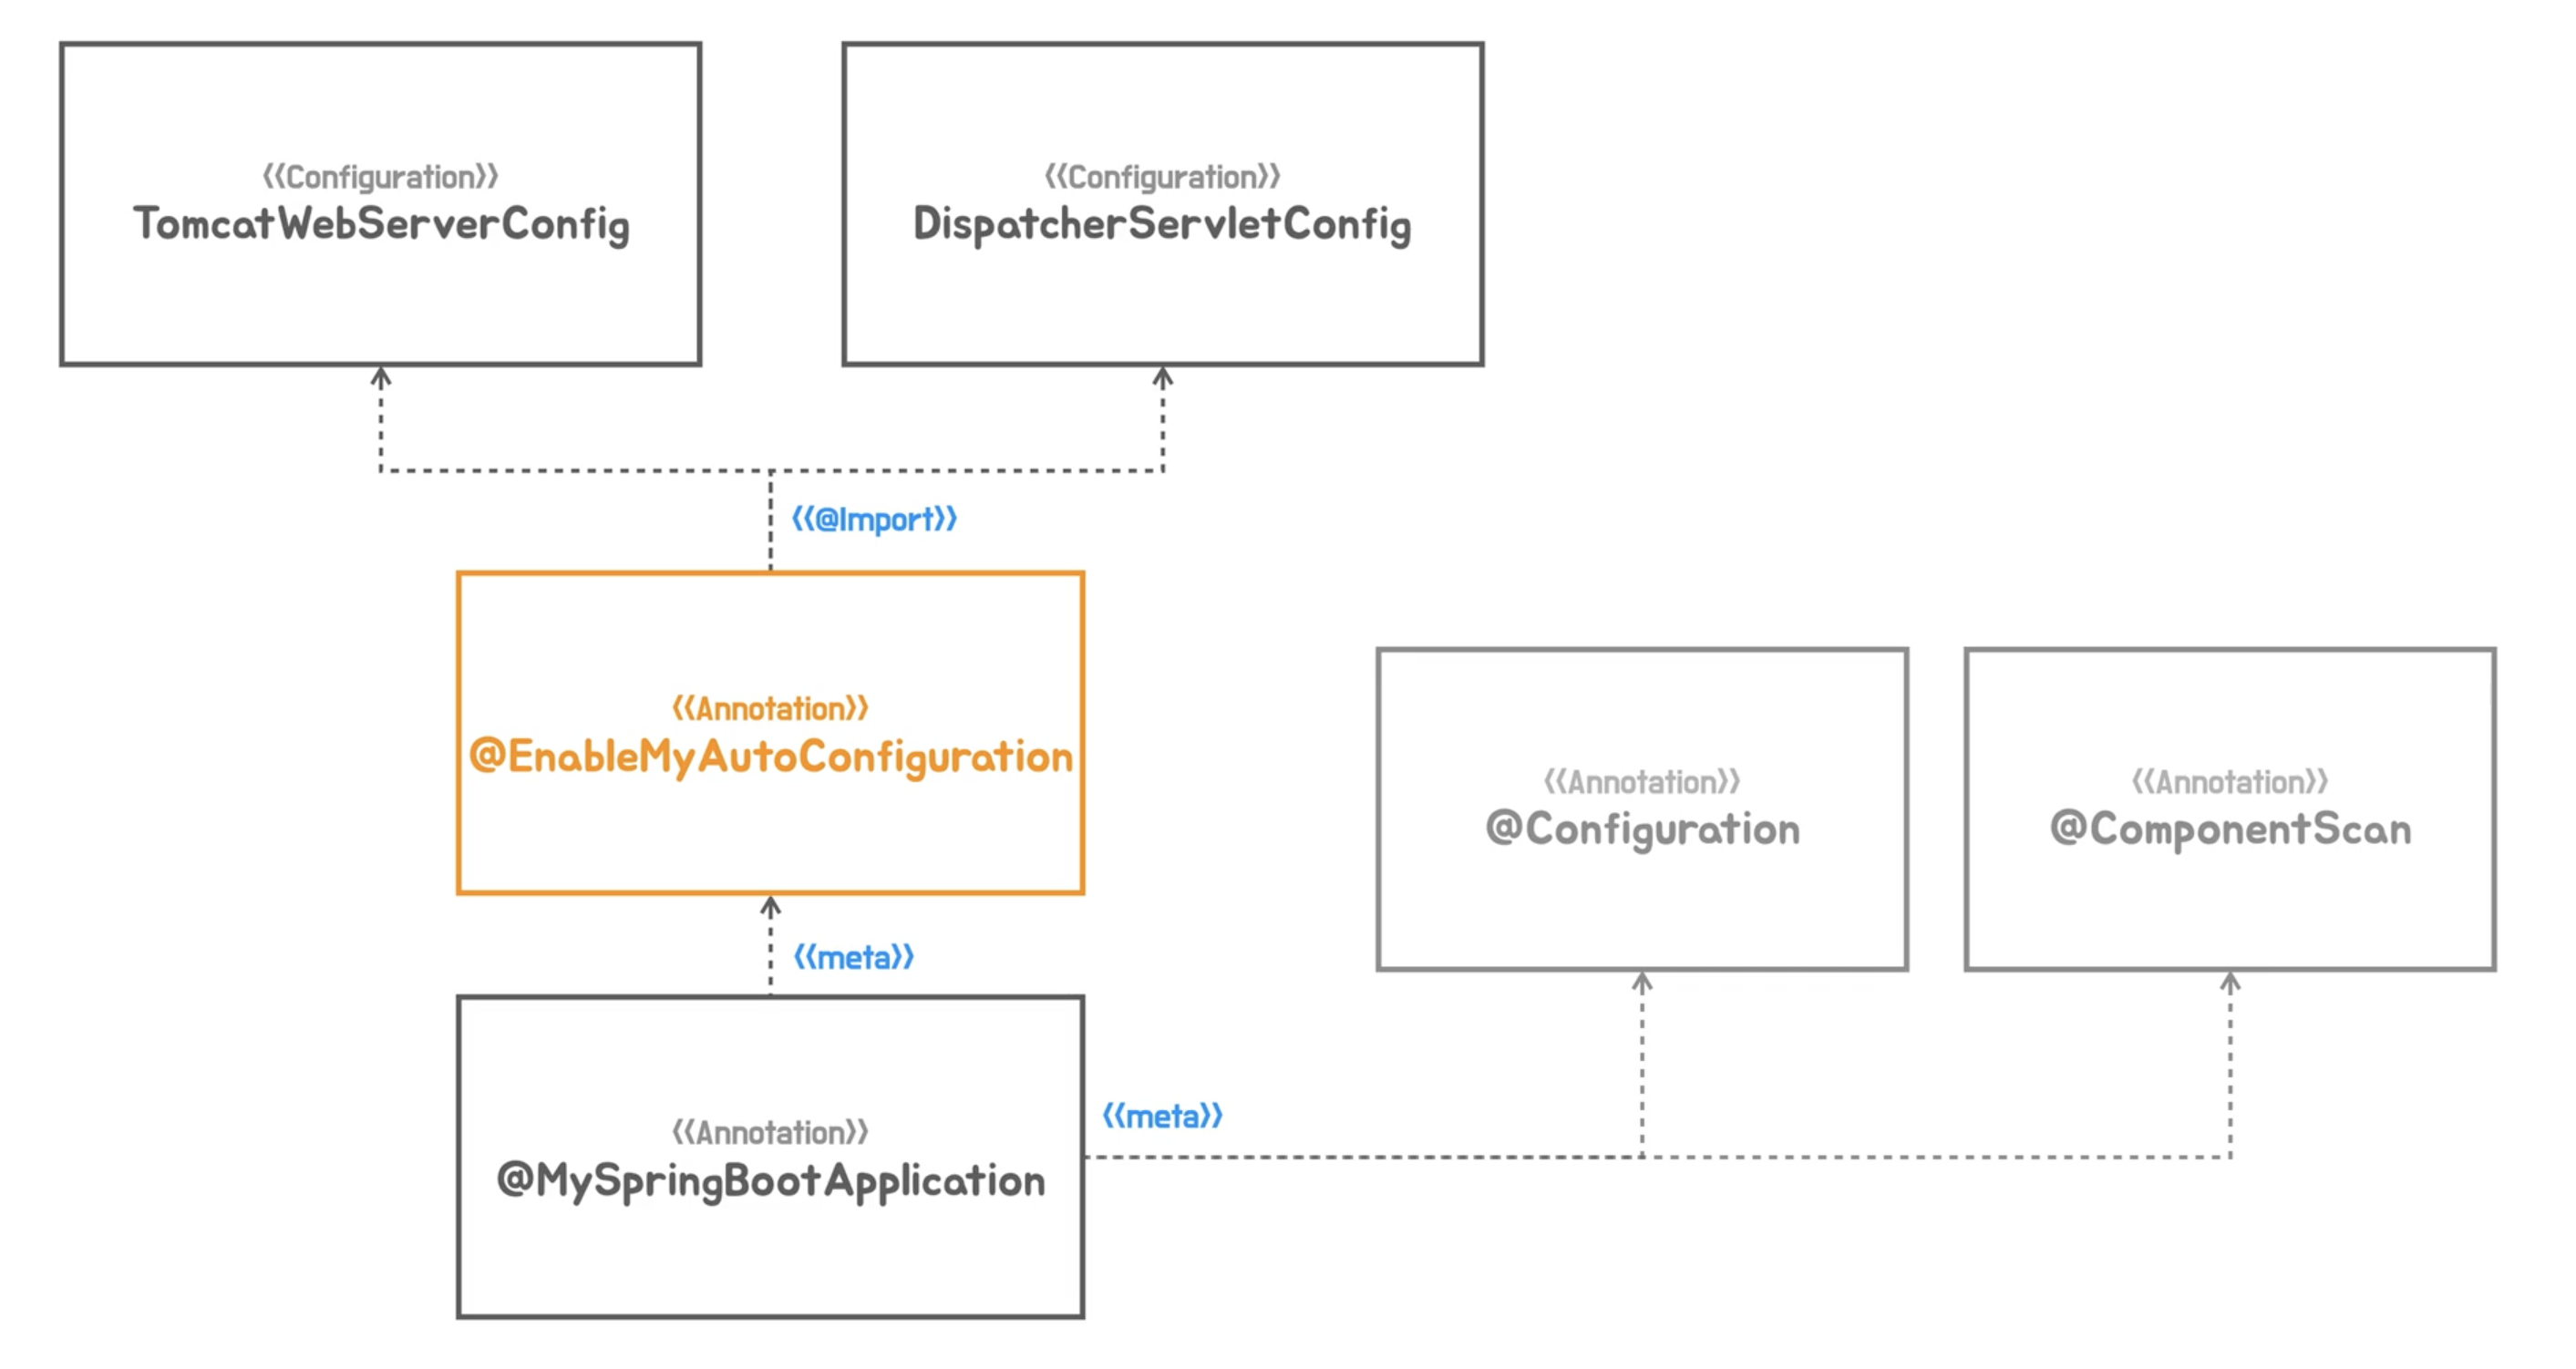 《Configuration》
TomcatWebServerConfig
《Configuration》
DispatcherServletConfig
《@Import》
《Annotation》
@EnableMyAutoConfiguration
《Annotation》
@Configuration
《Annotation》
@ComponentScan
《meta》
《Annotation》
@MySpringBootApplication
《meta》